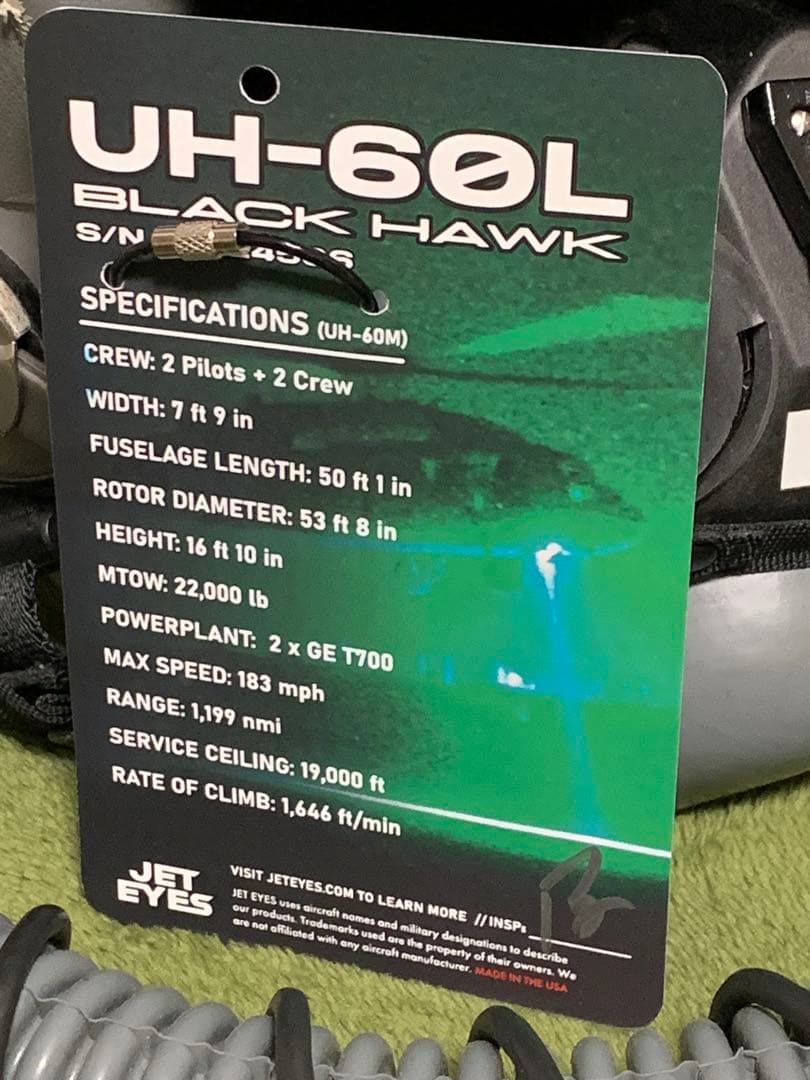 UH-60L
BLACK HAWK
S/N
SPECIFICATIONS (UH-60M)
CREW: 2 Pilots + 2 Crew
WIDTH: 7 ft 9 in
FUSELAGE LENGTH: 50 ft 1 in
ROTOR DIAMETER: 53 ft 8 in
HEIGHT: 16 ft 10 in
MTOW: 22,000 lb
POWERPLANT: 2 x GE T700
MAX SPEED: 183 mph
RANGE: 1,199 nmi
SERVICE CEILING: 19,000 ft
RATE OF CLIMB: 1,646 ft/min
JET
EYES
VISIT JETEYES.COM TO LEARN MORE // INSP:
JET EYES uses aircraft names and military designations to describe
our products. Trademarks used are the property of their owners. We
are not affiliated with any aircraft manufacturer. MADE IN THE USA